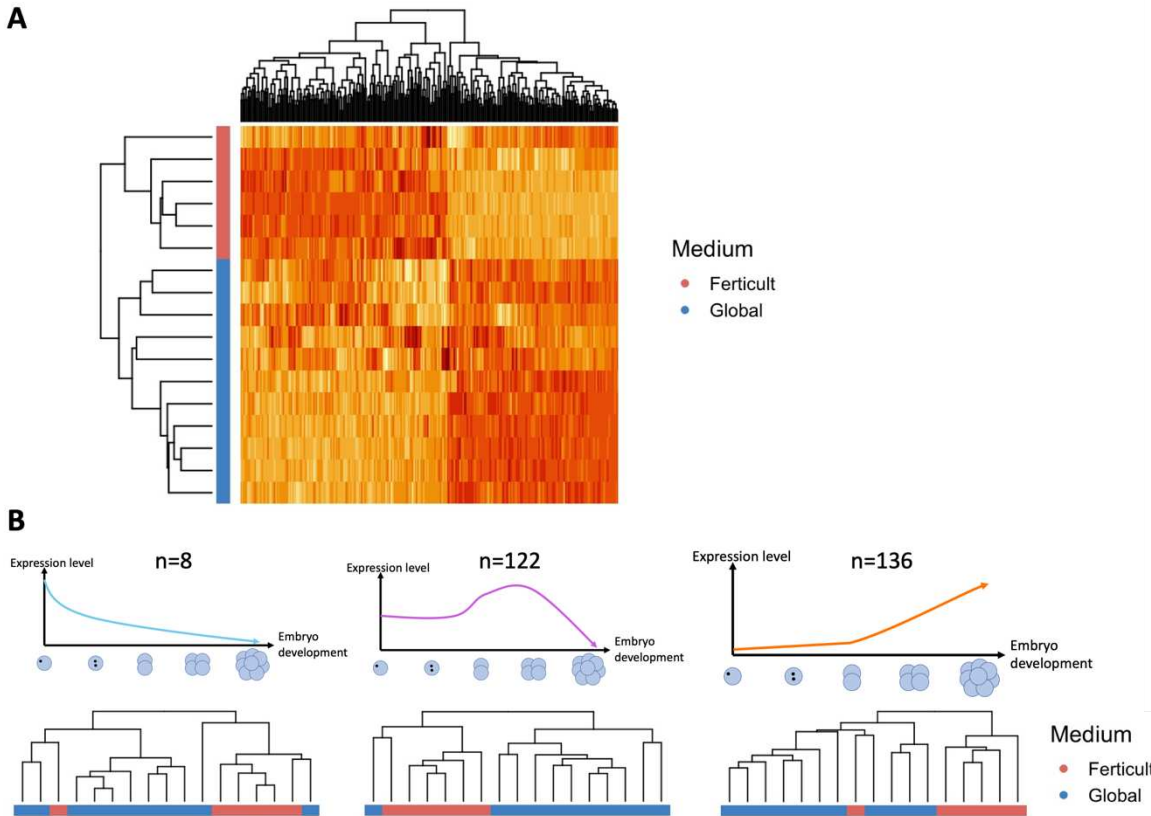 A
Medium
Ferticult
Global
B
Expression level
n=8
Embryo
development
Expression level
n=122
Embryo
development
Expression level
n=136
Embryo
development
Medium
Ferticult
Global